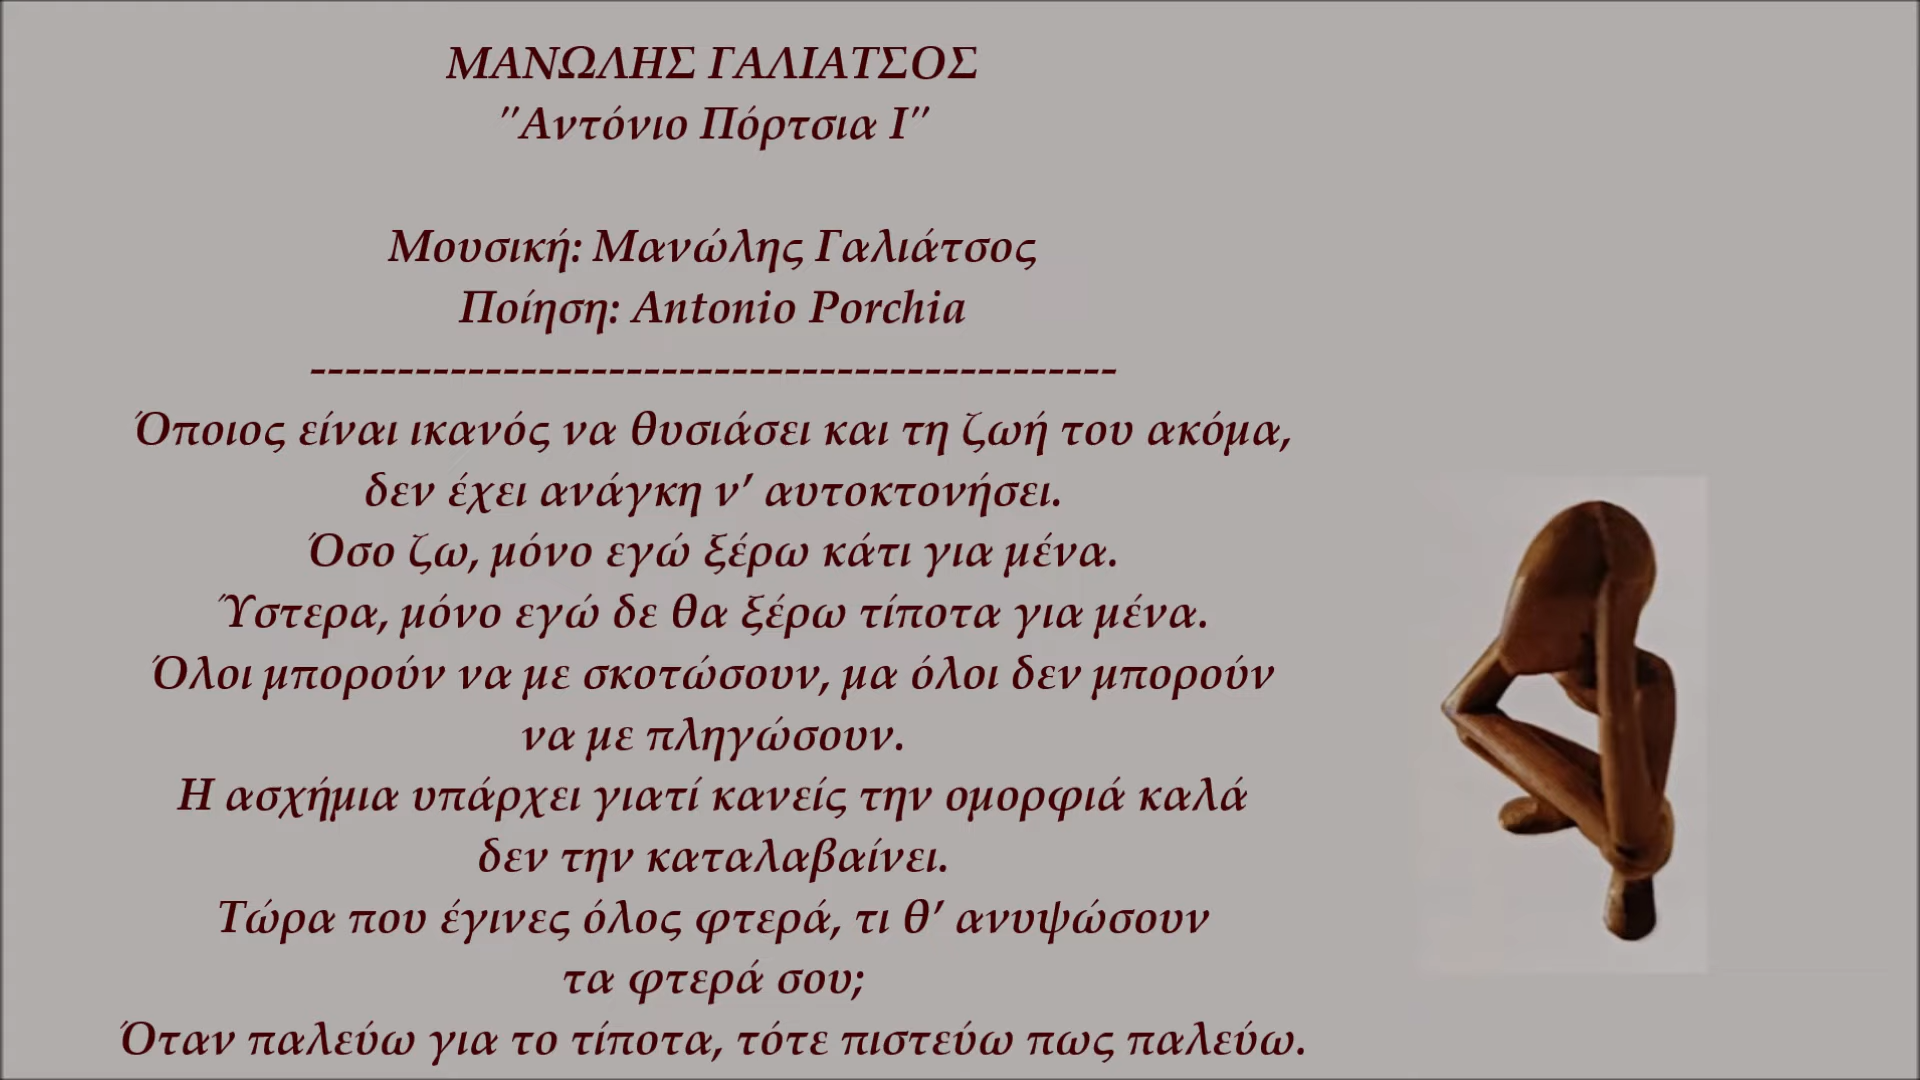 ΜΑΝΩΛΗΣ ΓΑΛΙΑΤΣΟΣ
"Αντόνιο Πόρτσια Ι"
Μουσική: Μανώλης Γαλιάτσος
Ποίηση: Antonio Porchia
-----------------------------------------------
Όποιος είναι ικανός να θυσιάσει και τη ζωή του ακόμα,
δεν έχει ανάγκη ν’ αυτοκτονήσει.
Όσο ζω, μόνο εγώ ξέρω κάτι για μένα.
Ύστερα, μόνο εγώ δε θα ξέρω τίποτα για μένα.
Όλοι μπορούν να με σκοτώσουν, μα όλοι δεν μπορούν
να με πληγώσουν.
Η ασχήμια υπάρχει γιατί κανείς την ομορφιά καλά
δεν την καταλαβαίνει.
Τώρα που έγινες όλος φτερά, τι θ’ ανυψώσουν
τα φτερά σου;
Όταν παλεύω για το τίποτα, τότε πιστεύω πως παλεύω.